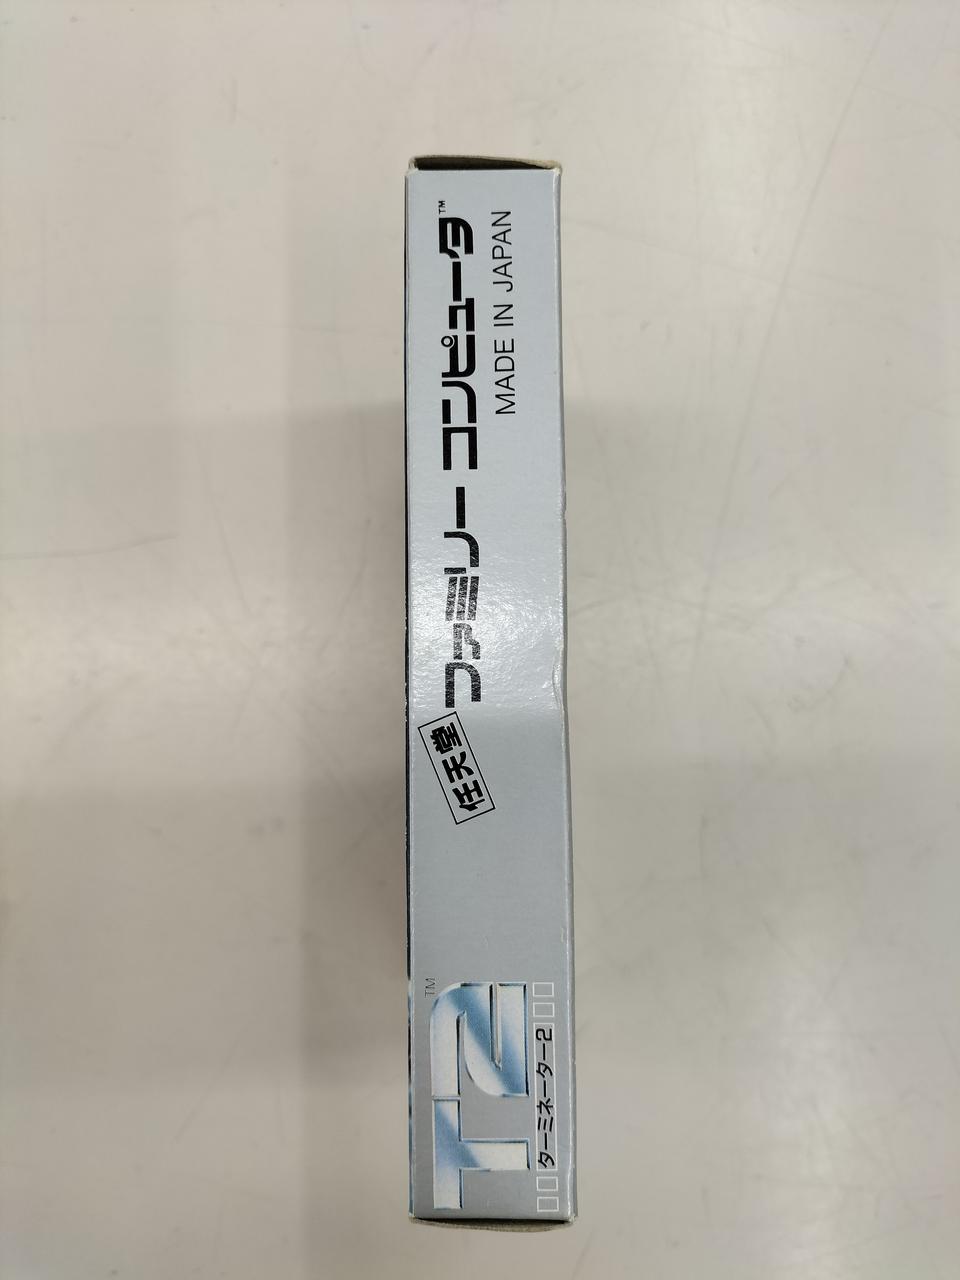 T2™
ターミネーター2
任天堂
ファミリー コンピュータ™
MADE IN JAPAN